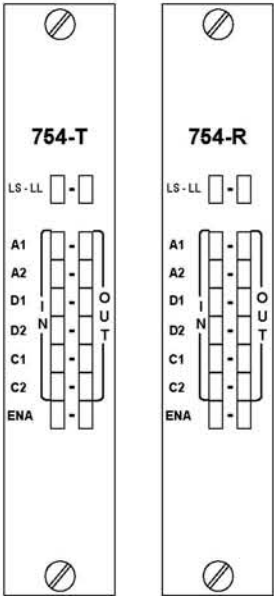 754-T
LS - LL
A1
A2
D1
D2
C1
C2
ENA
IN
OUT
754-R
LS - LL
A1
A2
D1
D2
C1
C2
ENA
IN
OUT